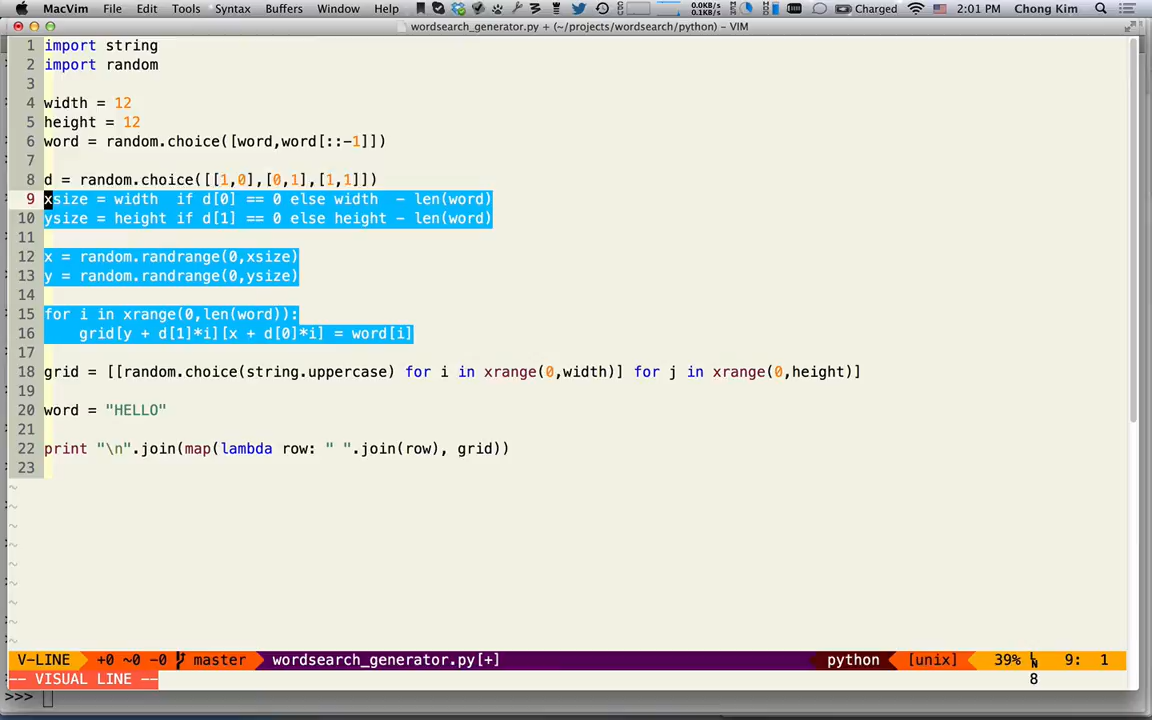 MacVim File Edit Tools Syntax Buffers Window Help 0.0KB/s 0.1KB/s Charged 2:01 PM Chong Kim
wordsearch_generator.py + (~/projects/wordsearch/python) - VIM
1 import string
2 import random
3
4 width = 12
5 height = 12
6 word = random.choice([word,word[::-1]])
7
8 d = random.choice([[1,0],[0,1],[1,1]])
9 xsize = width  if d[0] == 0 else width  - len(word)
10 ysize = height if d[1] == 0 else height - len(word)
11
12 x = random.randrange(0,xsize)
13 y = random.randrange(0,ysize)
14
15 for i in xrange(0,len(word)):
16     grid[y + d[1]*i][x + d[0]*i] = word[i]
17
18 grid = [[random.choice(string.uppercase) for i in xrange(0,width)] for j in xrange(0,height)]
19
20 word = "HELLO"
21
22 print "\n".join(map(lambda row: " ".join(row), grid))
23
~
~
~
~
~
~
~
~
~
V-LINE +0 ~0 -0 master wordsearch_generator.py[+] python [unix] 39% LN 9: 1
-- VISUAL LINE -- 8
>>>